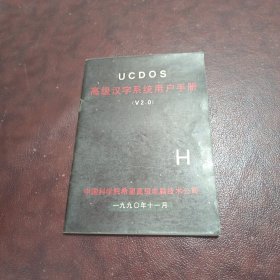 UCDOS
高级汉字系统用户手册
(V2.0)
H
中国科学院希望高级电脑技术公司
一九九〇年十一月